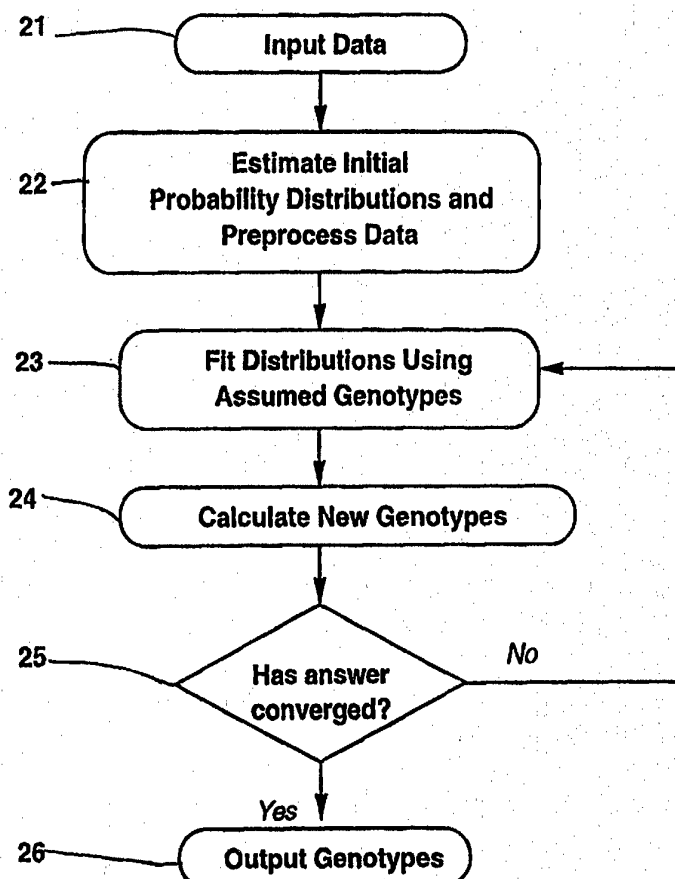 21
Input Data
22
Estimate Initial
Probability Distributions and
Preprocess Data
23
Fit Distributions Using
Assumed Genotypes
24
Calculate New Genotypes
25
Has answer
converged?
No
Yes
26
Output Genotypes